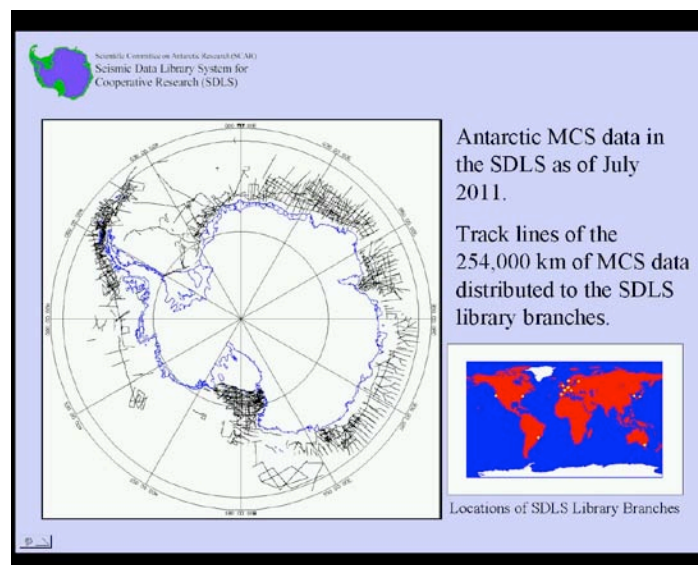 Scientific Committee on Antarctic Research (SCAR)
Seismic Data Library System for
Cooperative Research (SDLS)
Antarctic MCS data in
the SDLS as of July
2011.
Track lines of the
254,000 km of MCS data
distributed to the SDLS
library branches.
Locations of SDLS Library Branches